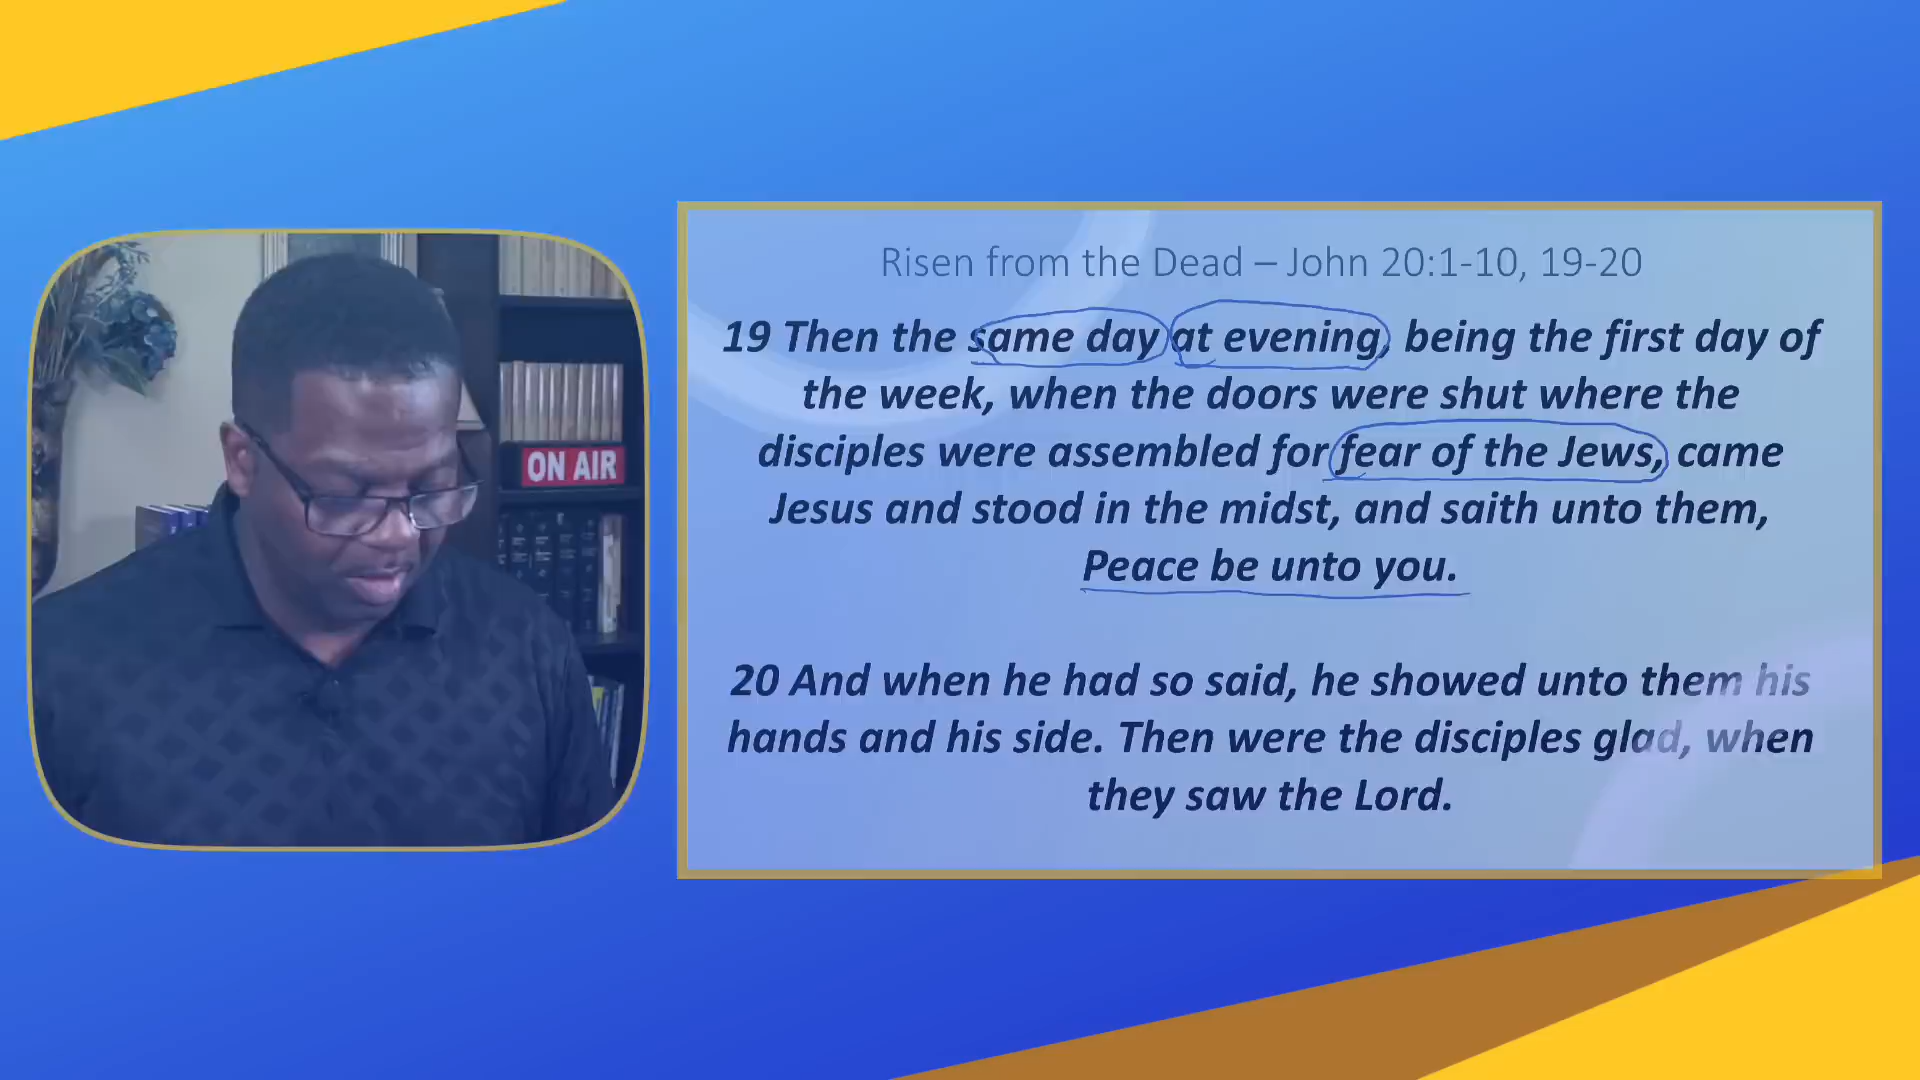 Risen from the Dead – John 20:1-10, 19-20
19 Then the same day at evening, being the first day of
the week, when the doors were shut where the
disciples were assembled for fear of the Jews, came
Jesus and stood in the midst, and saith unto them,
Peace be unto you.
20 And when he had so said, he showed unto them his
hands and his side. Then were the disciples glad, when
they saw the Lord.
ON AIR